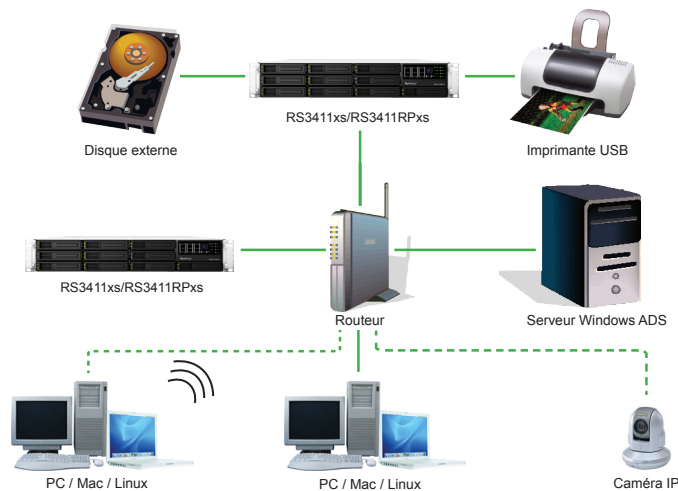 RS3411xs/RS3411RPxs
Disque externe
Imprimante USB
RS3411xs/RS3411RPxs
Routeur
Serveur Windows ADS
PC / Mac / Linux
PC / Mac / Linux
Caméra IP